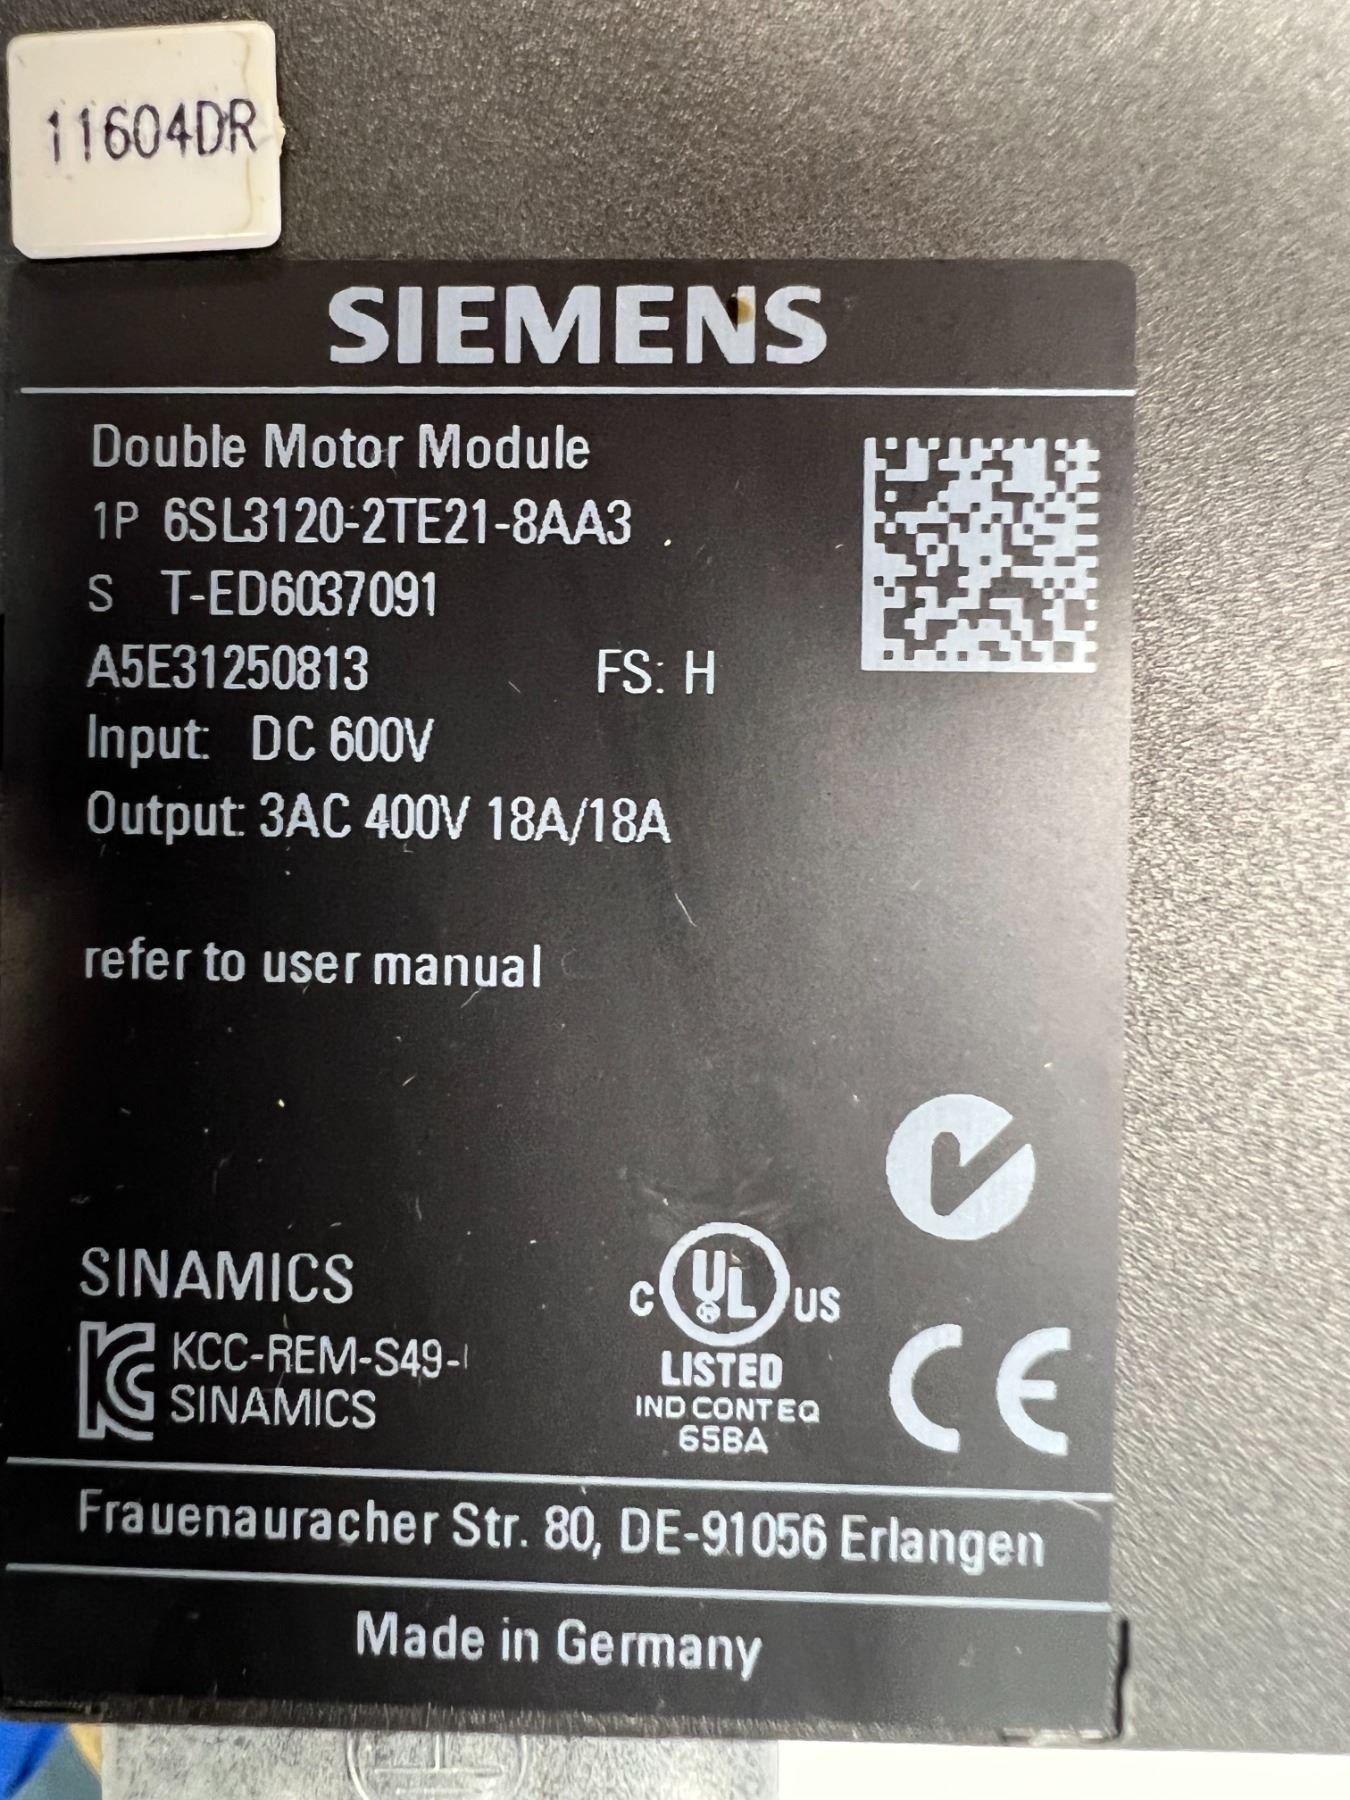 11604DR
SIEMENS
Double Motor Module
1P 6SL3120-2TE21-8AA3
S T-ED6037091
A5E31250813 FS: H
Input: DC 600V
Output: 3AC 400V 18A/18A
refer to user manual
SINAMICS
KCC-REM-S49-
SINAMICS
C UL US
LISTED
IND CONT EQ
65BA
CE
Frauenauracher Str. 80, DE-91056 Erlangen
Made in Germany